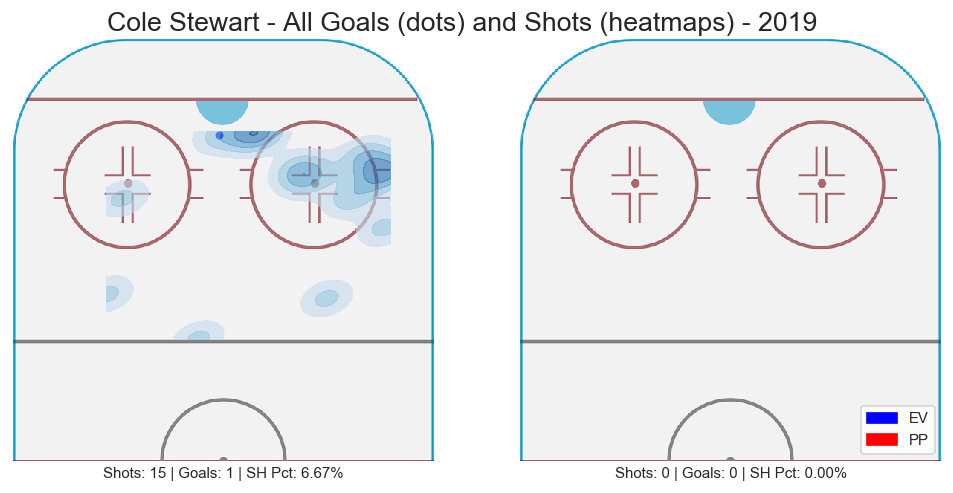 Cole Stewart - All Goals (dots) and Shots (heatmaps) - 2019
EV
PP
Shots: 15 | Goals: 1 | SH Pct: 6.67%
Shots: 0 | Goals: 0 | SH Pct: 0.00%